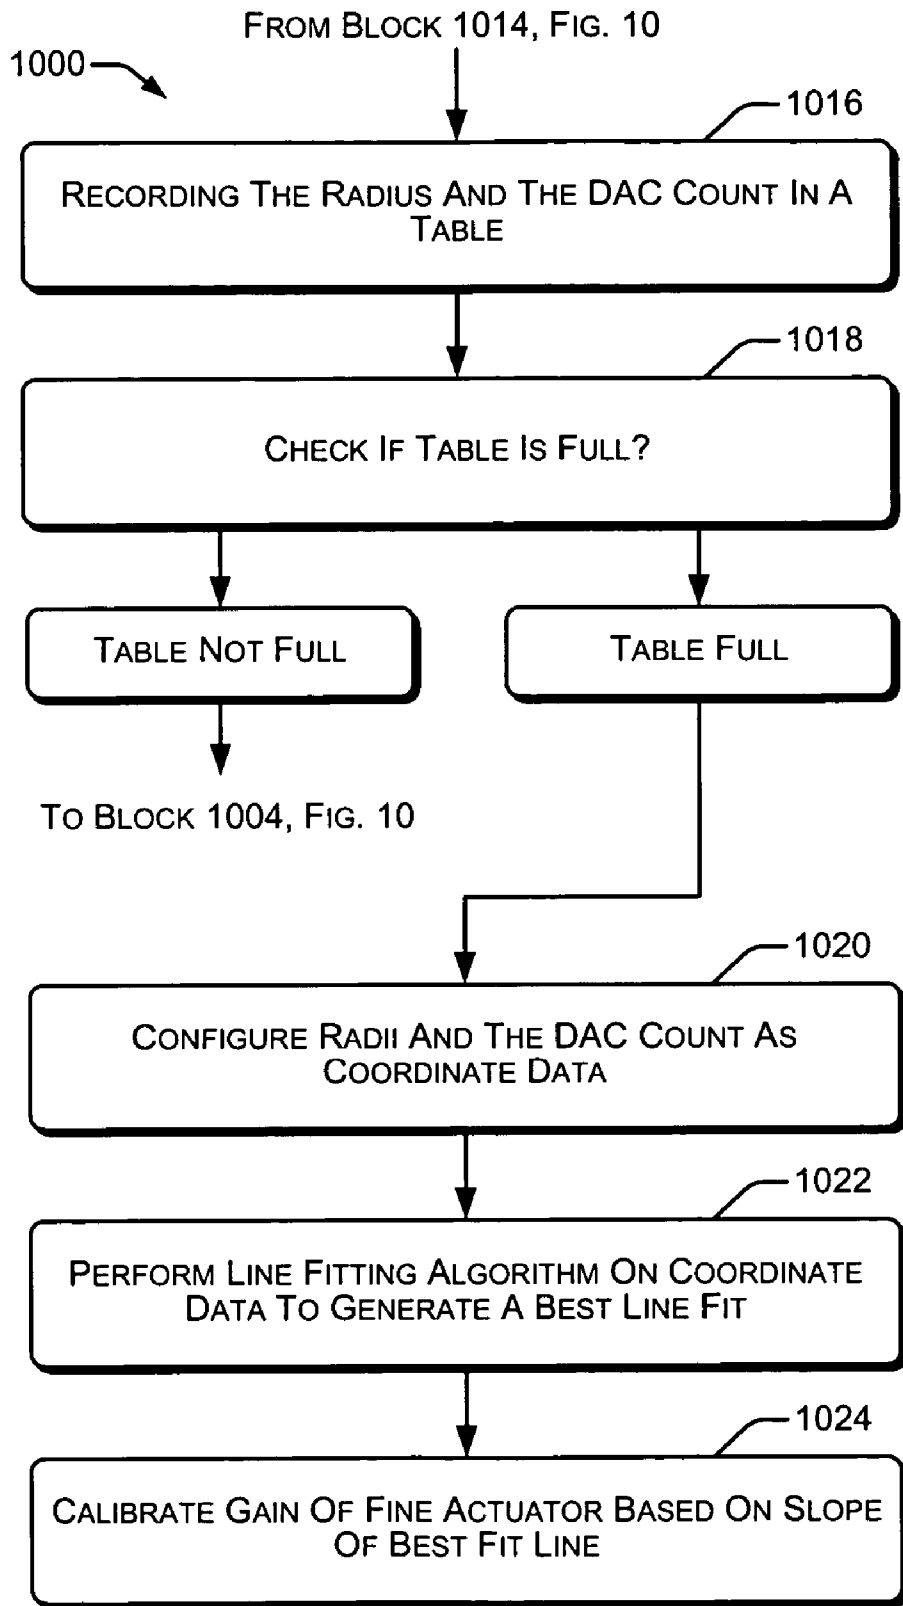 FROM BLOCK 1014, FIG. 10
1000
1016
RECORDING THE RADIUS AND THE DAC COUNT IN A
TABLE
1018
CHECK IF TABLE IS FULL?
TABLE NOT FULL
TABLE FULL
TO BLOCK 1004, FIG. 10
1020
CONFIGURE RADII AND THE DAC COUNT AS
COORDINATE DATA
1022
PERFORM LINE FITTING ALGORITHM ON COORDINATE
DATA TO GENERATE A BEST LINE FIT
1024
CALIBRATE GAIN OF FINE ACTUATOR BASED ON SLOPE
OF BEST FIT LINE